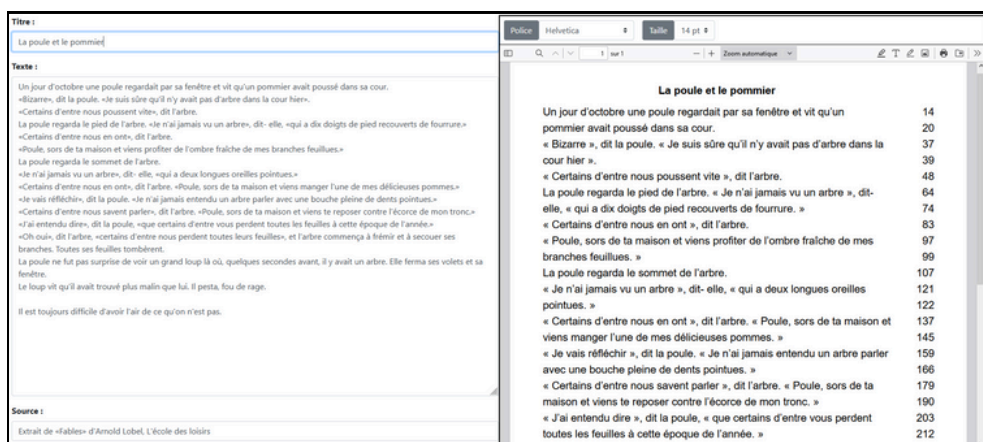 Titre :
La poule et le pommier
Texte :
Un jour d'octobre une poule regardait par sa fenêtre et vit qu'un pommier avait poussé dans sa cour.
«Bizarre», dit la poule. «Je suis sûre qu'il n'y avait pas d'arbre dans la cour hier».
«Certains d'entre nous poussent vite», dit l'arbre.
La poule regarda le pied de l'arbre. «Je n'ai jamais vu un arbre», dit- elle, «qui a dix doigts de pied recouverts de fourrure.»
«Certains d'entre nous en ont», dit l'arbre.
«Poule, sors de ta maison et viens profiter de l'ombre fraîche de mes branches feuillues.»
La poule regarda le sommet de l'arbre.
«Je n'ai jamais vu un arbre», dit- elle, «qui a deux longues oreilles pointues.»
«Certains d'entre nous en ont», dit l'arbre. «Poule, sors de ta maison et viens manger l'une de mes délicieuses pommes.»
«Je vais réfléchir», dit la poule. «Je n'ai jamais entendu un arbre parler avec une bouche pleine de dents pointues.»
«Certains d'entre nous savent parler», dit l'arbre. «Poule, sors de ta maison et viens te reposer contre l'écorce de mon tronc.»
«J'ai entendu dire», dit la poule, «que certains d'entre vous perdent toutes les feuilles à cette époque de l'année.»
«Oh oui», dit l'arbre, «certains d'entre nous perdent toutes leurs feuilles», et l'arbre commença à frémir et à secouer ses
branches. Toutes ses feuilles tombèrent.
La poule ne fut pas surprise de voir un grand loup là où, quelques secondes avant, il y avait un arbre. Elle ferma ses volets et sa
fenêtre.
Le loup vit qu'il avait trouvé plus malin que lui. Il pesta, fou de rage.
Il est toujours difficile d'avoir l'air de ce qu'on n'est pas.
Source :
Extrait de «Fables» d'Arnold Lobel, L'école des loisirs
Police Helvetica Taille 14 pt
1 sur 1 Zoom automatique
La poule et le pommier
Un jour d'octobre une poule regardait par sa fenêtre et vit qu'un 14
pommier avait poussé dans sa cour. 20
« Bizarre », dit la poule. « Je suis sûre qu'il n'y avait pas d'arbre dans la 37
cour hier ». 39
« Certains d'entre nous poussent vite », dit l'arbre. 48
La poule regarda le pied de l'arbre. « Je n'ai jamais vu un arbre », dit- 64
elle, « qui a dix doigts de pied recouverts de fourrure. » 74
« Certains d'entre nous en ont », dit l'arbre. 83
« Poule, sors de ta maison et viens profiter de l'ombre fraîche de mes 97
branches feuillues. » 99
La poule regarda le sommet de l'arbre. 107
« Je n'ai jamais vu un arbre », dit- elle, « qui a deux longues oreilles 121
pointues. » 122
« Certains d'entre nous en ont », dit l'arbre. « Poule, sors de ta maison et 137
viens manger l'une de mes délicieuses pommes. » 145
« Je vais réfléchir », dit la poule. « Je n'ai jamais entendu un arbre parler 159
avec une bouche pleine de dents pointues. » 166
« Certains d'entre nous savent parler », dit l'arbre. « Poule, sors de ta 179
maison et viens te reposer contre l'écorce de mon tronc. » 190
« J'ai entendu dire », dit la poule, « que certains d'entre vous perdent 203
toutes les feuilles à cette époque de l'année. » 212